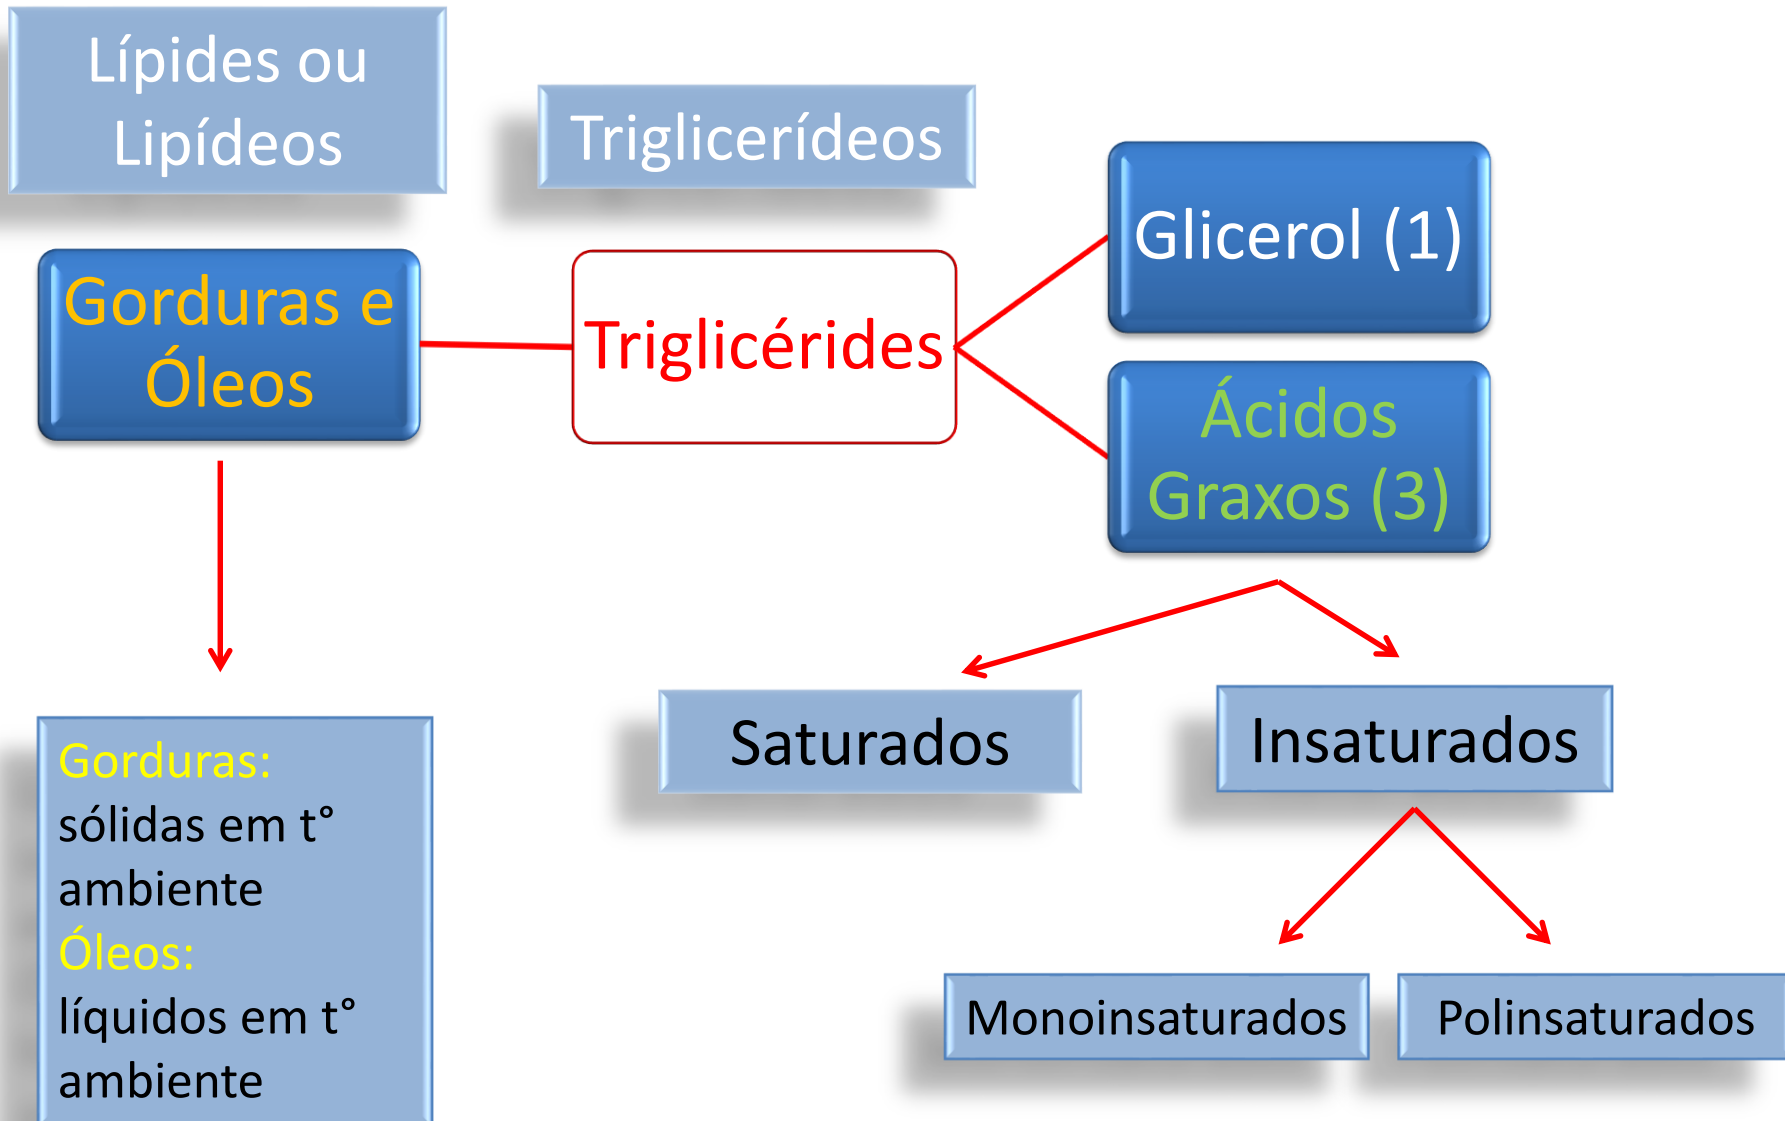 Lípides ou
Lipídeos
Triglicerídeos
Glicerol (1)
Gorduras e
Óleos
Triglicérides
Ácidos
Graxos (3)
Saturados
Insaturados
Gorduras:
sólidas em t°
ambiente
Óleos:
líquidos em t°
ambiente
Monoinsaturados
Polinsaturados